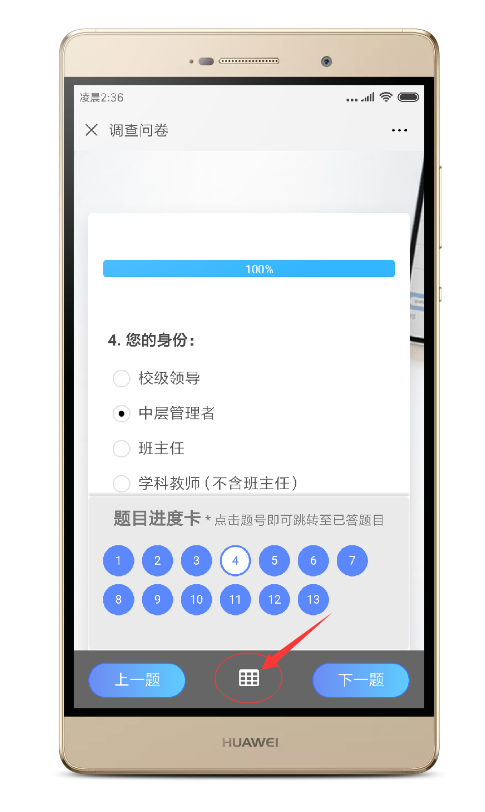 凌晨2:36
调查问卷
100%
4. 您的身份：
校级领导
中层管理者
班主任
学科教师（不含班主任）
题目进度卡 * 点击题号即可跳转至已答题目
1 2 3 4 5 6 7
8 9 10 11 12 13
上一题 下一题
HUAWEI